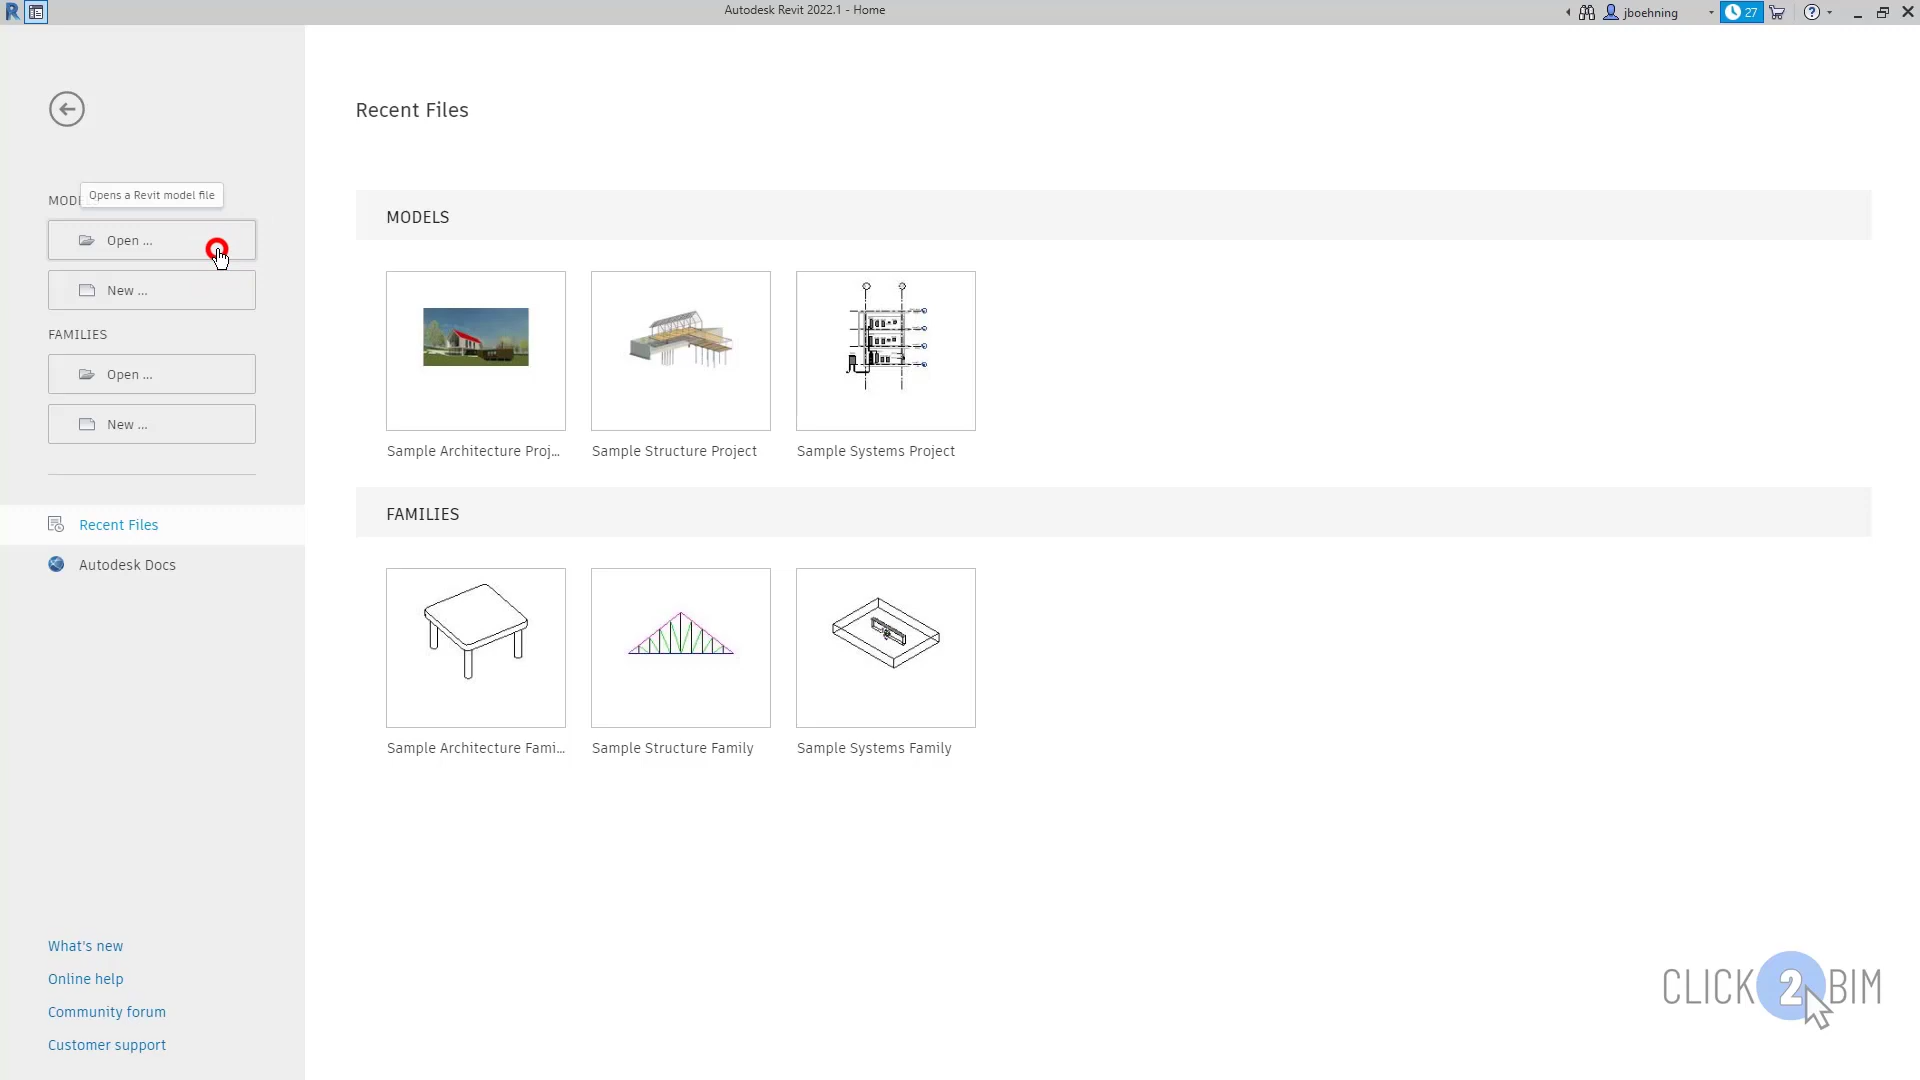 Autodesk Revit 2022.1 - Home
jboehning
27
Recent Files
Opens a Revit model file
MODELS
Open ...
New ...
FAMILIES
Open ...
New ...
Recent Files
Autodesk Docs
What's new
Online help
Community forum
Customer support
MODELS
Sample Architecture Proj...
Sample Structure Project
Sample Systems Project
FAMILIES
Sample Architecture Fami...
Sample Structure Family
Sample Systems Family
CLICK 2 BIM